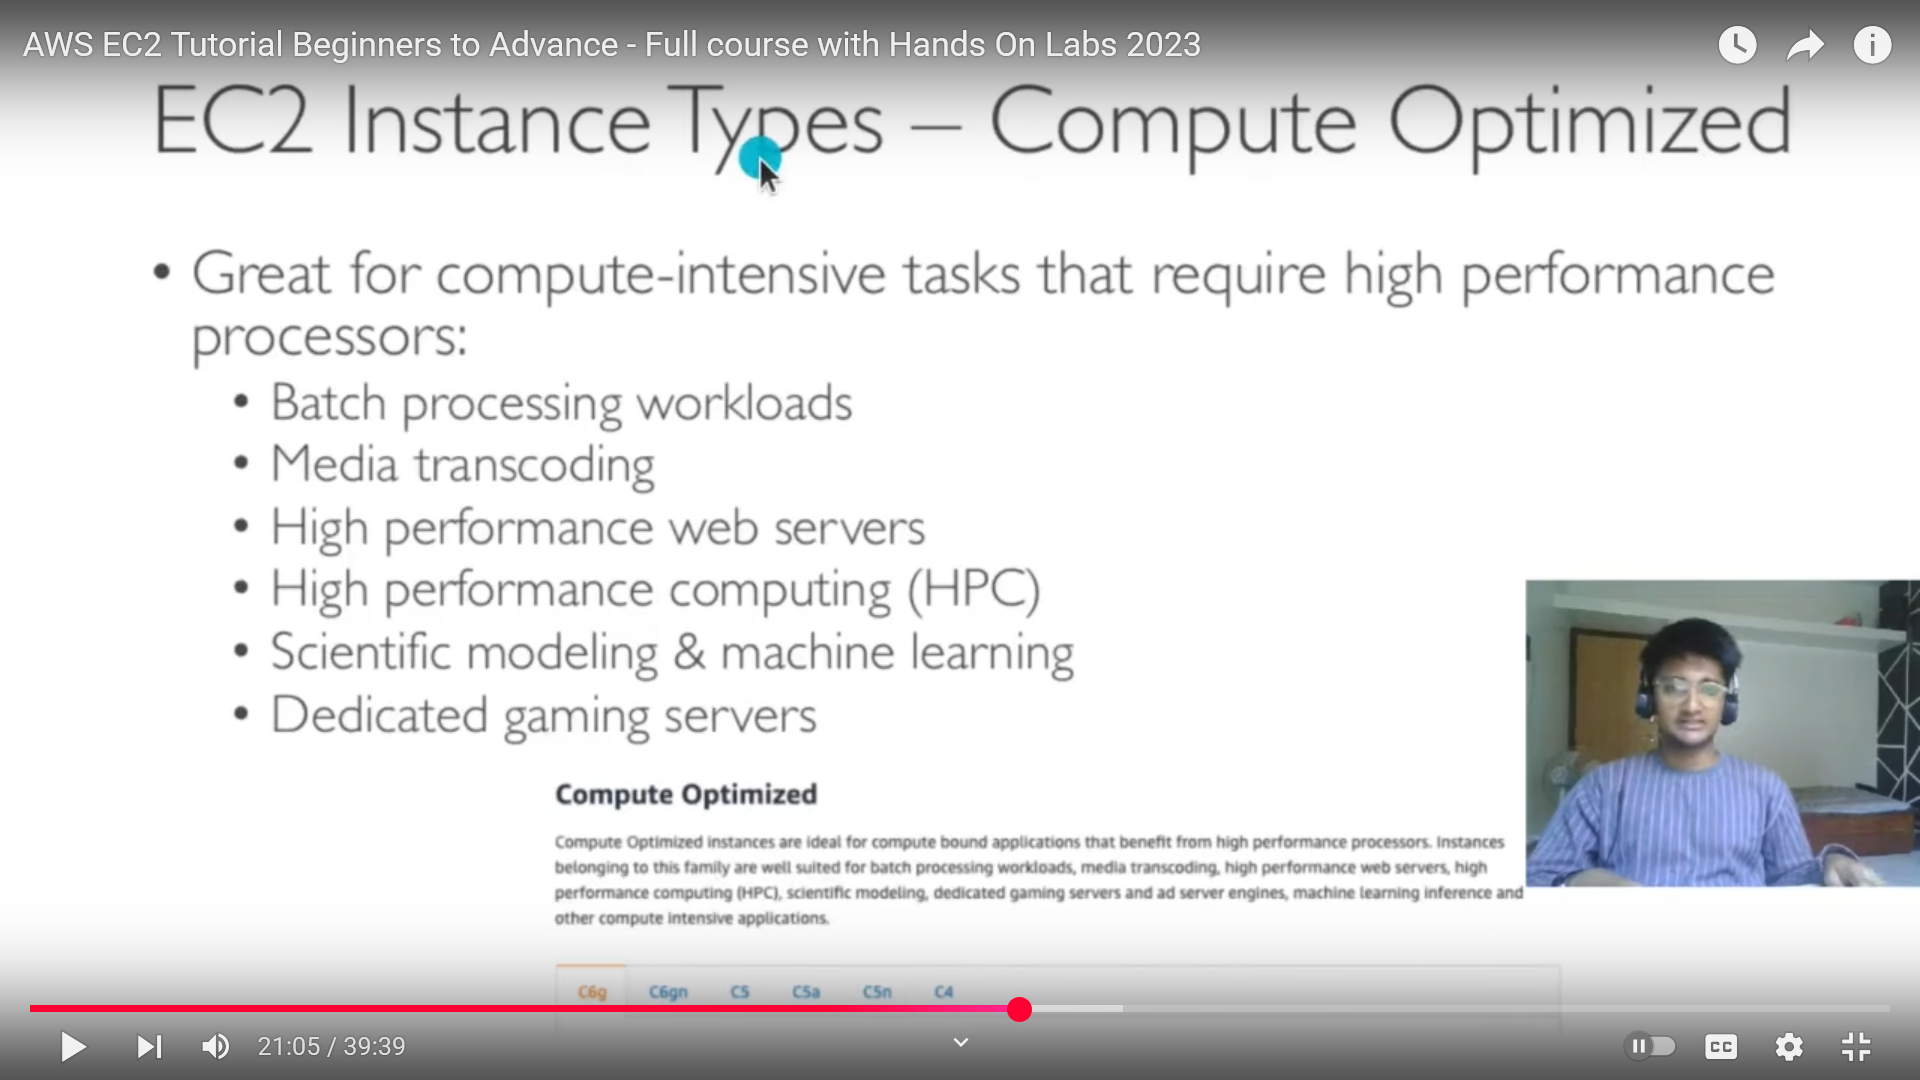 AWS EC2 Tutorial Beginners to Advance - Full course with Hands On Labs 2023
EC2 Instance Types – Compute Optimized
• Great for compute-intensive tasks that require high performance
processors:
• Batch processing workloads
• Media transcoding
• High performance web servers
• High performance computing (HPC)
• Scientific modeling & machine learning
• Dedicated gaming servers
Compute Optimized
Compute Optimized instances are ideal for compute bound applications that benefit from high performance processors. Instances
belonging to this family are well suited for batch processing workloads, media transcoding, high performance web servers, high
performance computing (HPC), scientific modeling, dedicated gaming servers and ad server engines, machine learning inference and
other compute intensive applications.
C6g C6gn C5 C5a C5n C4
21:05 / 39:39
CC